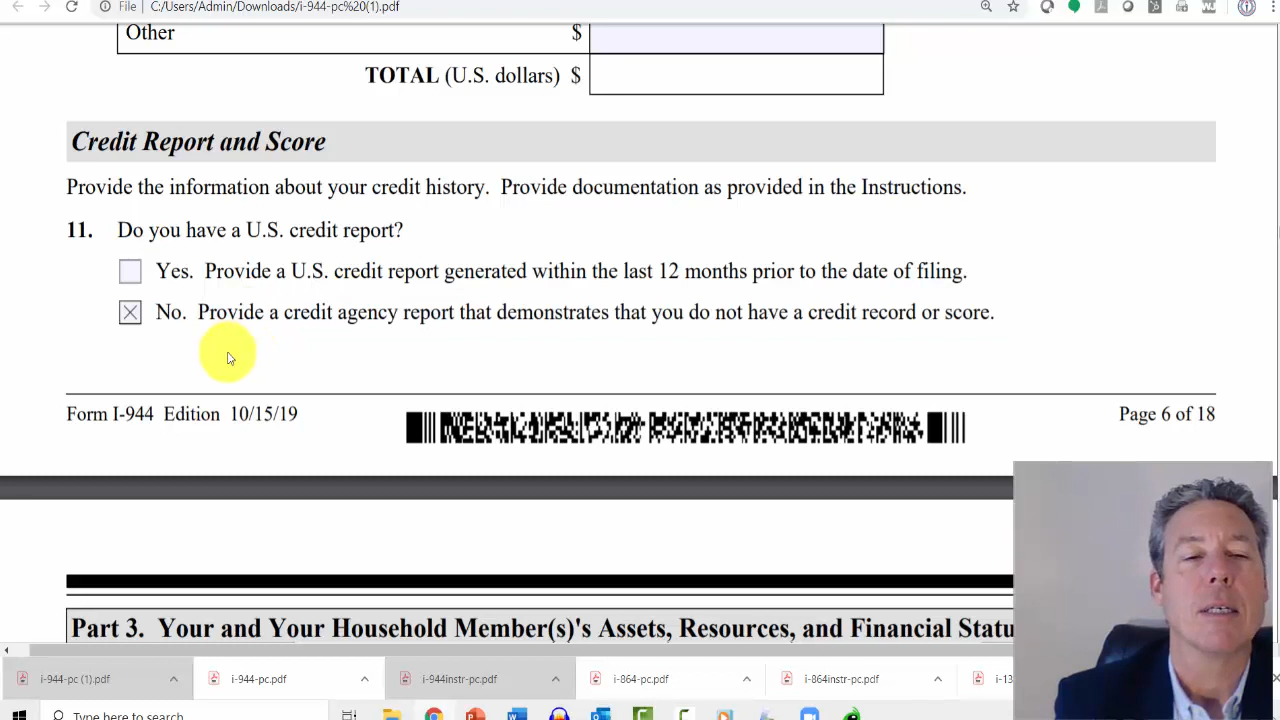 File | C:/Users/Admin/Downloads/i-944-pc%20(1).pdf
Other $
TOTAL (U.S. dollars) $
Credit Report and Score
Provide the information about your credit history. Provide documentation as provided in the Instructions.
11. Do you have a U.S. credit report?
Yes. Provide a U.S. credit report generated within the last 12 months prior to the date of filing.
No. Provide a credit agency report that demonstrates that you do not have a credit record or score.
Form I-944 Edition 10/15/19 Page 6 of 18
Part 3. Your and Your Household Member(s)'s Assets, Resources, and Financial Statu
i-944-pc (1).pdf i-944-pc.pdf i-944instr-pc.pdf i-864-pc.pdf i-864instr-pc.pdf i-13
Type here to search